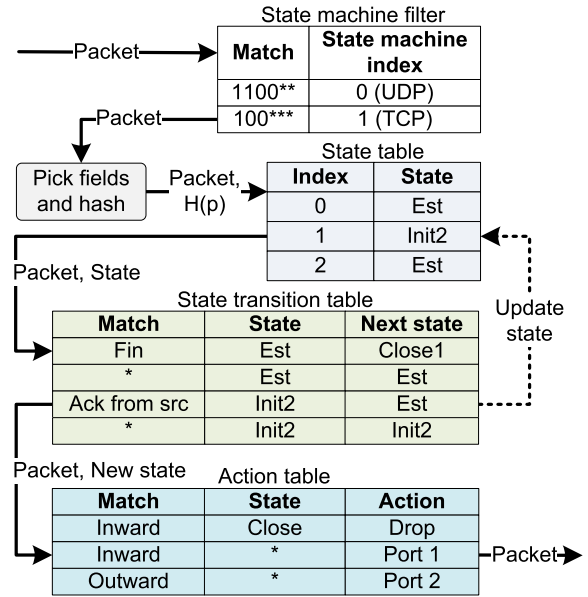 State machine filter
Packet
Match State machine index
1100** 0 (UDP)
Packet
100*** 1 (TCP)
State table
Pick fields and hash
Packet, H(p)
Index State
0 Est
1 Init2
2 Est
Packet, State
Update state
State transition table
Match State Next state
Fin Est Close1
* Est Est
Ack from src Init2 Est
* Init2 Init2
Packet, New state
Action table
Match State Action
Inward Close Drop
Inward * Port 1
Packet
Outward * Port 2